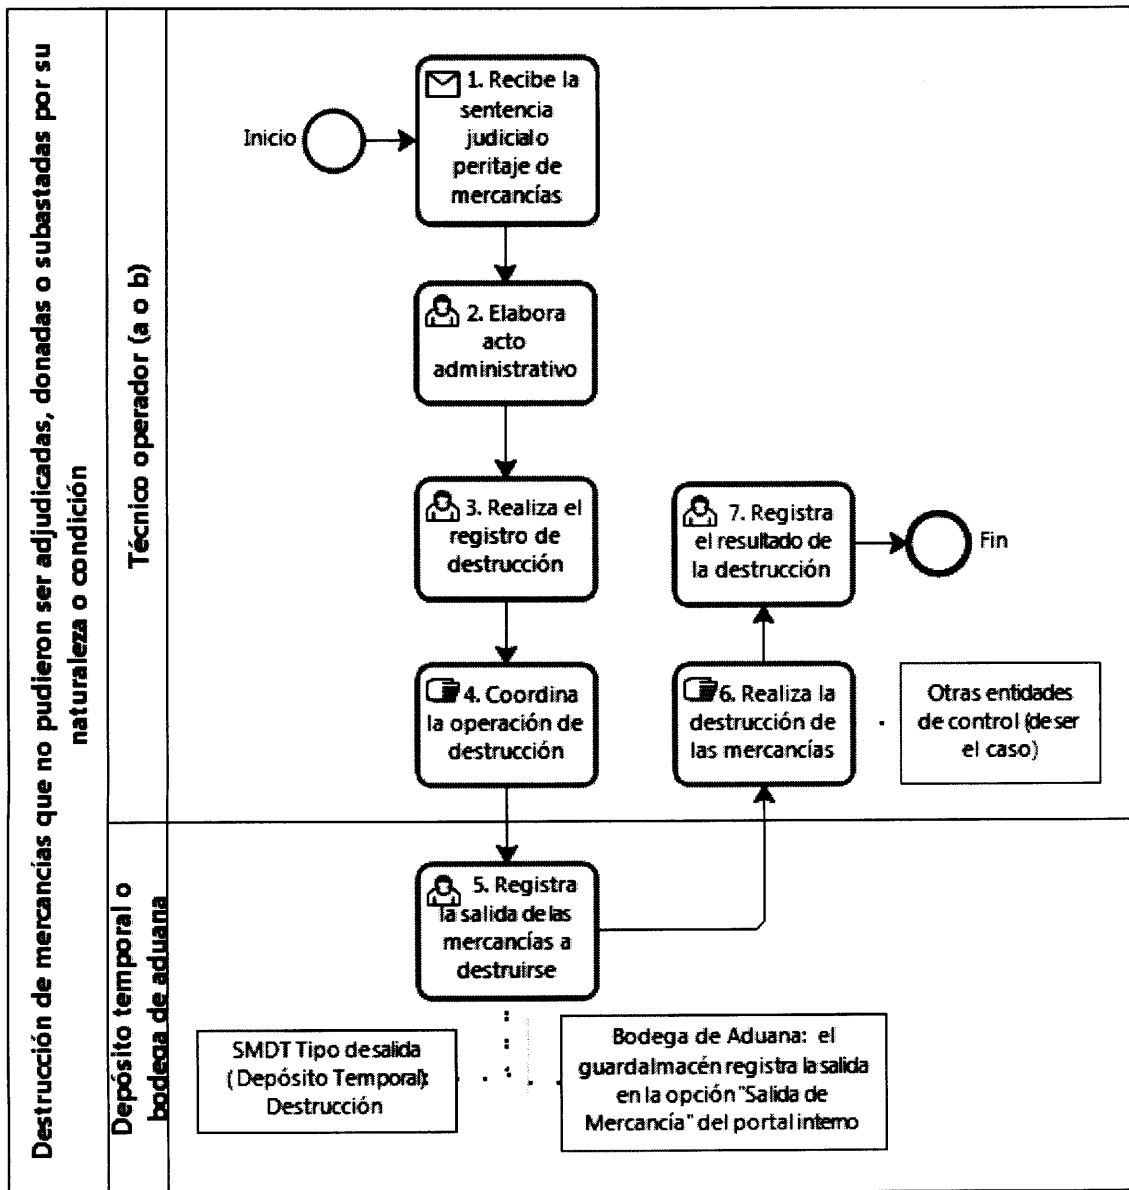 Destrucción de mercancías que no pudieron ser adjudicadas, donadas o subastadas por su
naturaleza o condición
Técnico operador (a o b)
Inicio
1. Recibe la
sentencia
judicialo
peritaje de
mercancías
2. Elabora
acto
administrativo
3. Realiza el
registro de
destrucción
4. Coordina
la operación de
destrucción
7. Registra
el resultado de
la destrucción
Fin
6. Realiza la
destrucción de
las mercancías
Otras entidades
de control (de ser
el caso)
Depósito temporal o
bodega de aduana
5. Registra
la salida de las
mercancías a
destruirse
SMDT Tipo de salida
(Depósito Temporal):
Destrucción
Bodega de Aduana: el
guardalmacén registra la salida
en la opción "Salida de
Mercancía" del portal interno